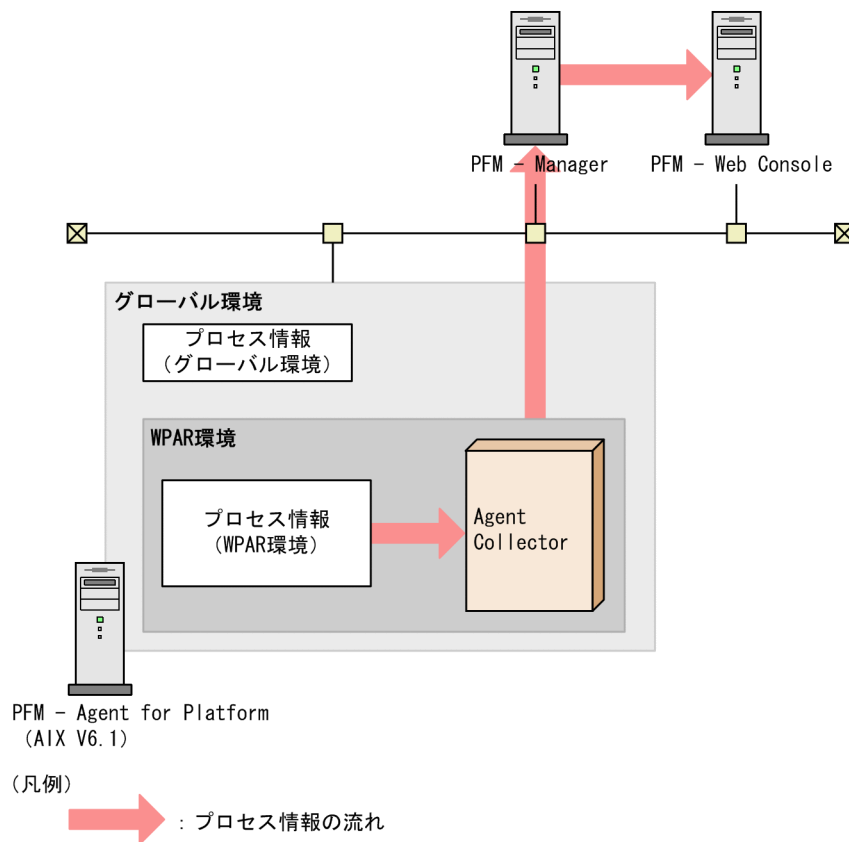 PFM - Manager
PFM - Web Console
グローバル環境
プロセス情報
(グローバル環境)
WPAR環境
プロセス情報
(WPAR環境)
Agent
Collector
PFM - Agent for Platform
(AIX V6.1)
(凡例)
: プロセス情報の流れ